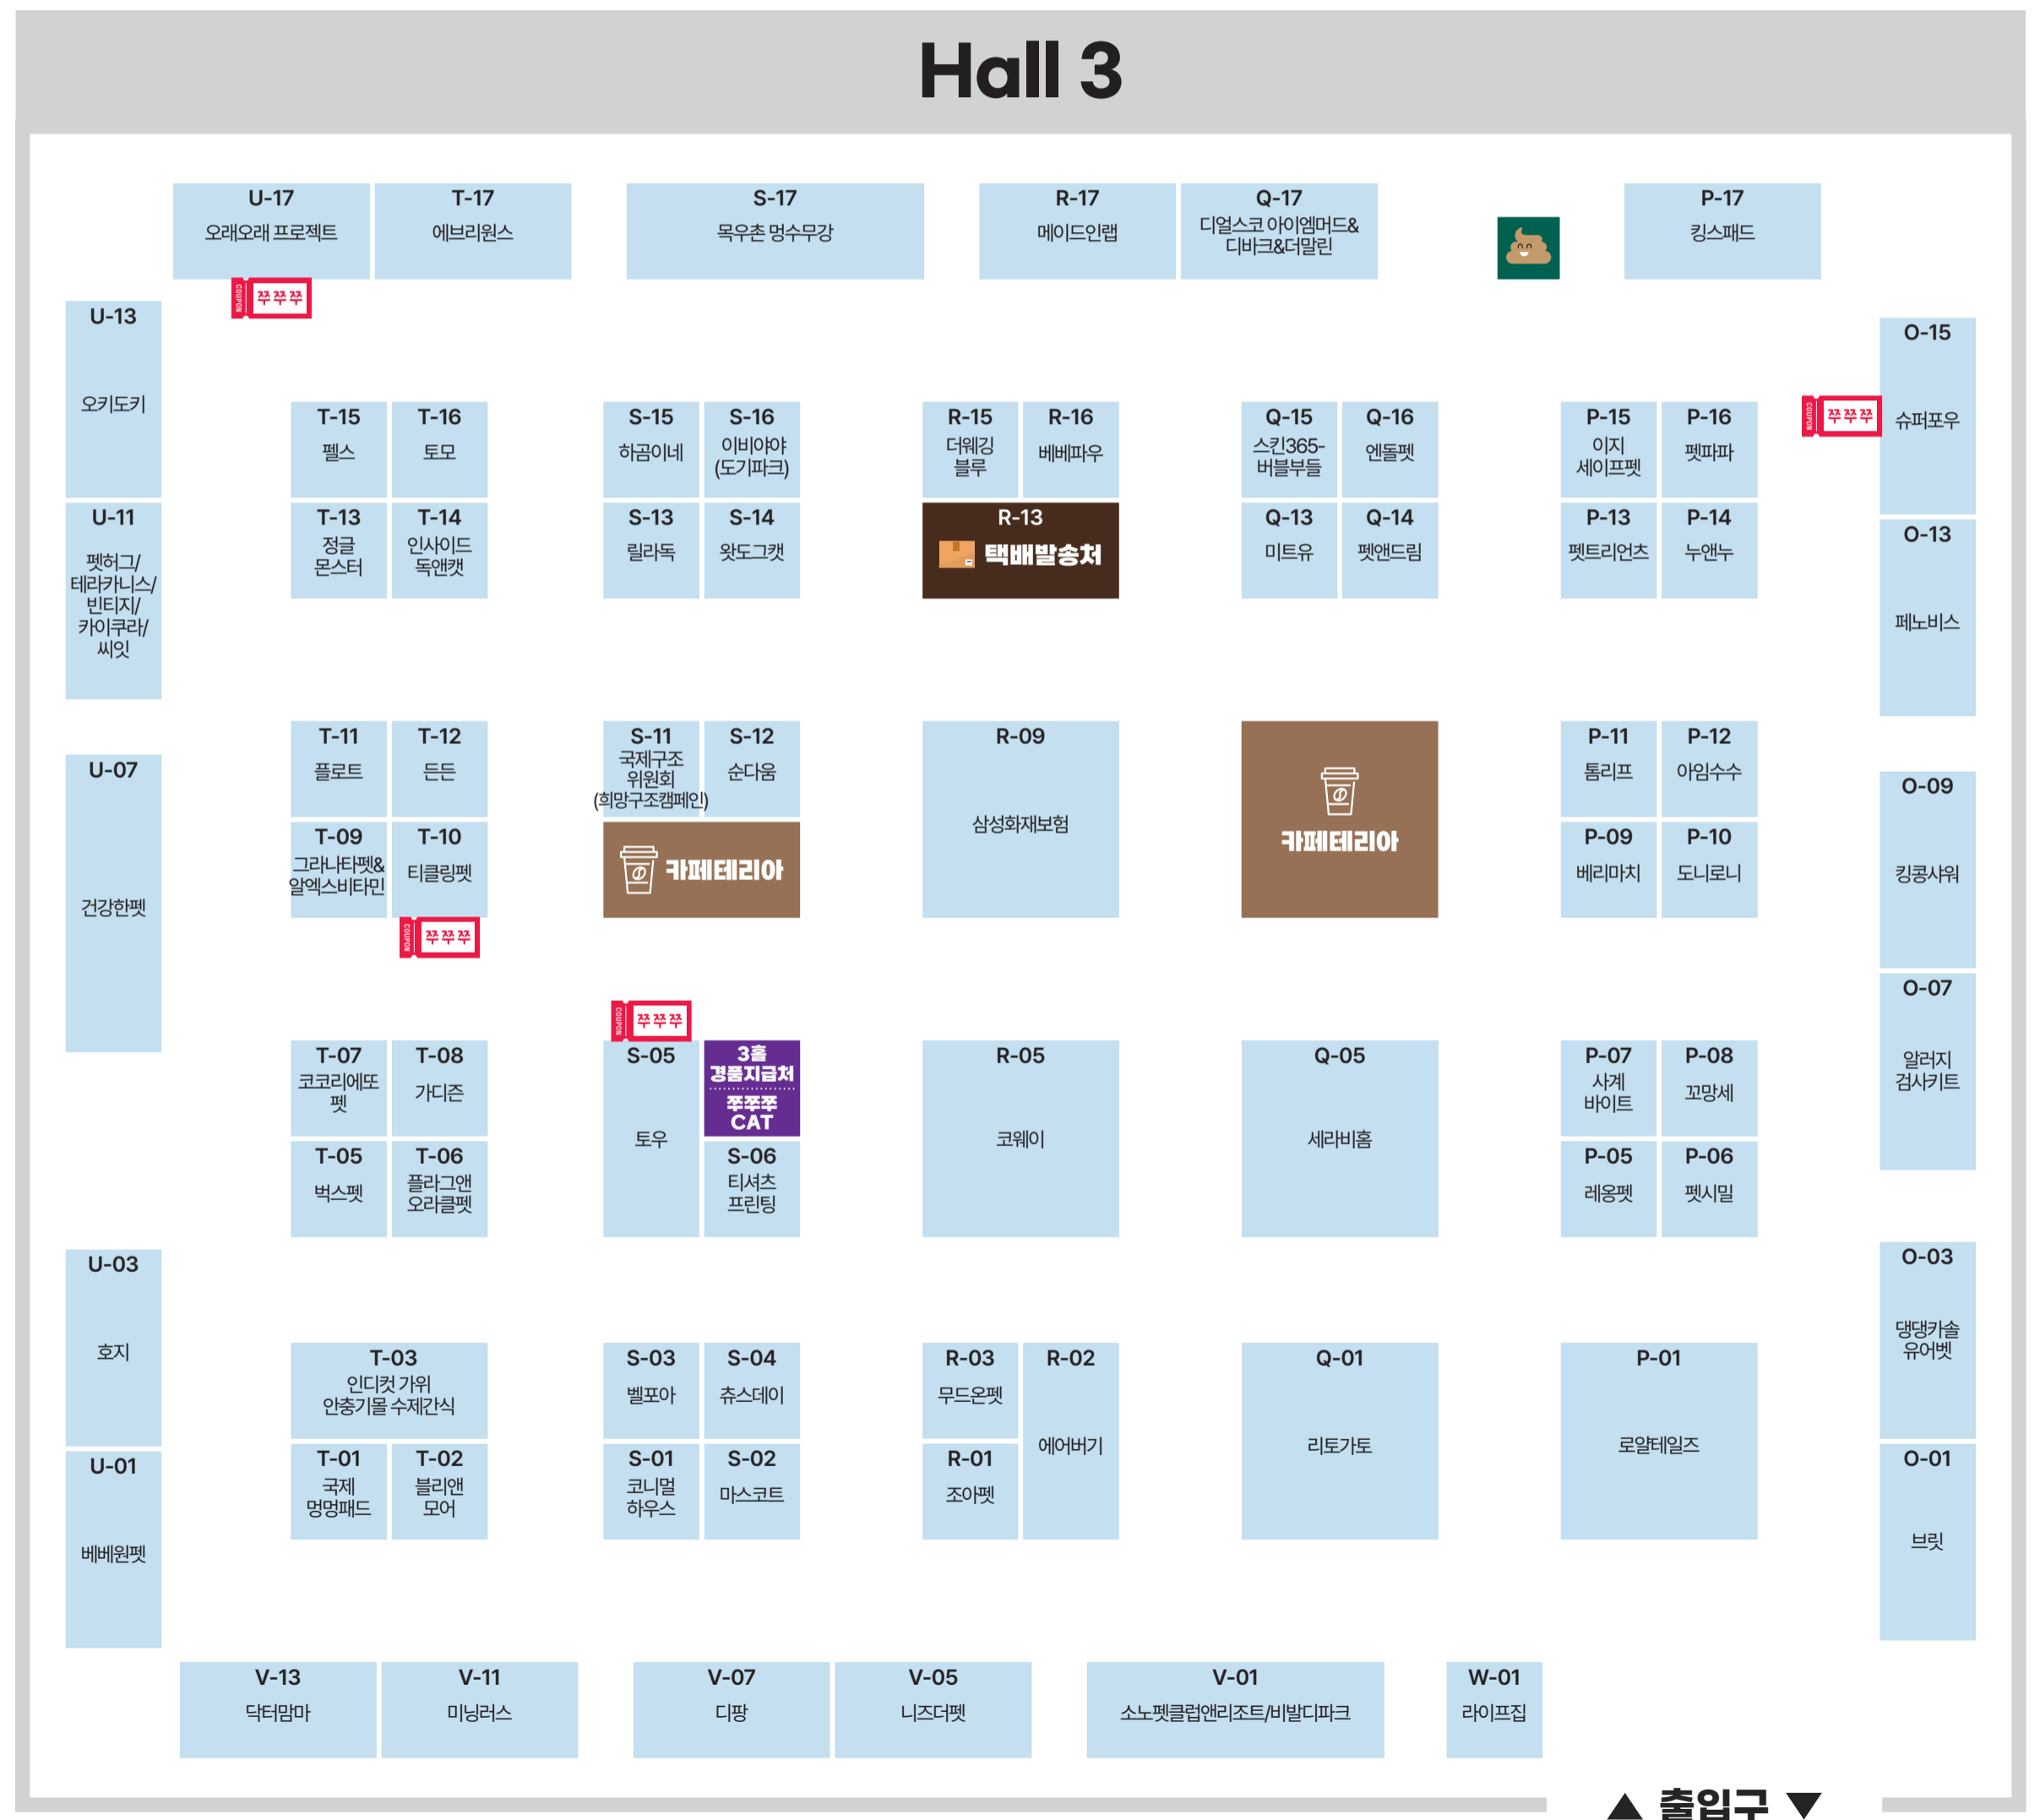 Hall 3
U-17
오래오래 프로젝트
T-17
에브리원스
S-17
목우촌 멍수무강
R-17
메이드인랩
Q-17
디얼스코 아이엠머드&
디바크&더말린
P-17
킹스패드
COUPON
쭈쭈쭈
U-13
오키도키
O-15
슈퍼포우
COUPON
쭈쭈쭈
T-15
펠스
T-16
토모
S-15
하곰이네
S-16
이비야야
(도기파크)
R-15
더웨깅
블루
R-16
베베파우
Q-15
스킨365-
버블부들
Q-16
엔돌펫
P-15
이지
세이프펫
P-16
펫파파
U-11
펫허그/
테라카니스/
빈티지/
카이쿠라/
씨잇
T-13
정글
몬스터
T-14
인사이드
독앤캣
S-13
릴라독
S-14
왓도그캣
R-13
택배발송처
Q-13
미트유
Q-14
펫앤드림
P-13
펫트리언츠
P-14
누앤누
O-13
페노비스
U-07
건강한펫
T-11
플로트
T-12
든든
S-11
국제구조
위원회
(희망구조캠페인)
S-12
순다움
R-09
삼성화재보험
카페테리아
P-11
톰리프
P-12
아임수수
O-09
킹콩샤워
T-09
그라나타펫&
알엑스비타민
T-10
티클링펫
카페테리아
P-09
베리마치
P-10
도니로니
COUPON
쭈쭈쭈
COUPON
쭈쭈쭈
O-07
알러지
검사키트
T-07
코코리에또
펫
T-08
가디즌
S-05
토우
3홀
경품지급처
쭈쭈쭈
CAT
R-05
코웨이
Q-05
세라비홈
P-07
사계
바이트
P-08
꼬망세
T-05
벅스펫
T-06
플라그앤
오라클펫
S-06
티셔츠
프린팅
P-05
레옹펫
P-06
펫시밀
U-03
호지
O-03
댕댕카솔
유어벳
T-03
인디컷 가위
안충기몰 수제간식
S-03
벨포아
S-04
츄스데이
R-03
무드온펫
R-02
에어버기
Q-01
리토가토
P-01
로얄테일즈
U-01
베베원펫
T-01
국제
멍멍패드
T-02
블리앤
모어
S-01
코니멀
하우스
S-02
마스코트
R-01
조아펫
O-01
브릿
V-13
닥터맘마
V-11
미닝러스
V-07
디팡
V-05
니즈더펫
V-01
소노펫클럽앤리조트/비발디파크
W-01
라이프집
▲ 출입구 ▼